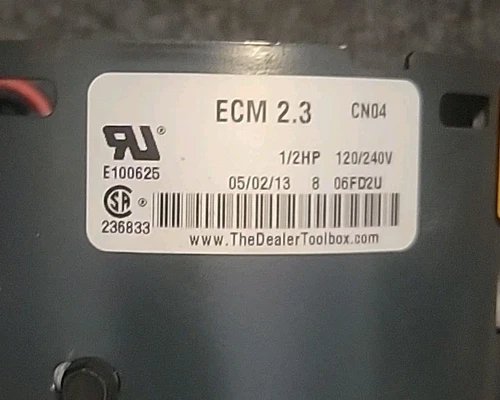 ECM 2.3 CN04
1/2HP 120/240V
E100625
05/02/13 8 06FD2U
236833
www.TheDealerToolbox.com